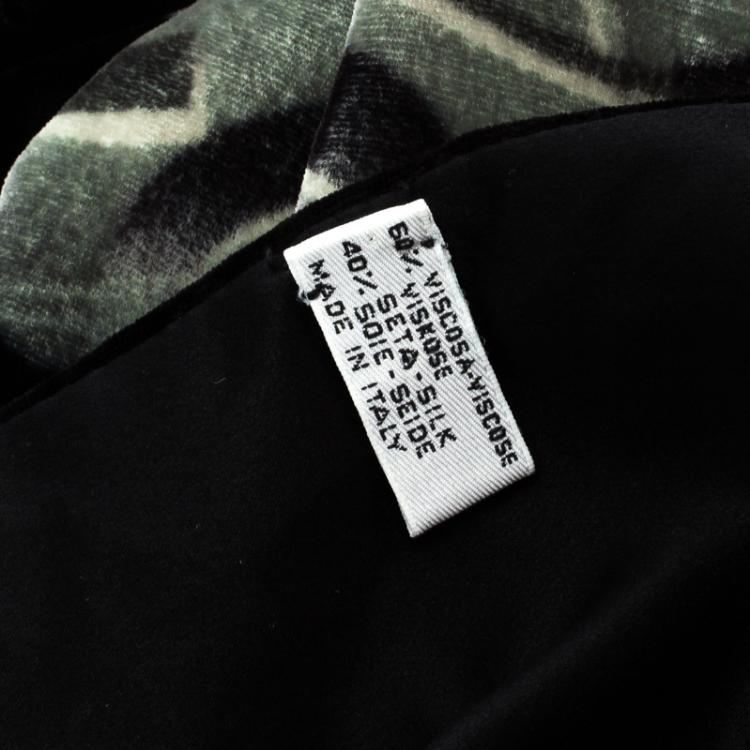 60% VISCOSA-VISCOSE
VISKOSE
40% SETA-SILK
SOIE-SEIDE
MADE IN ITALY